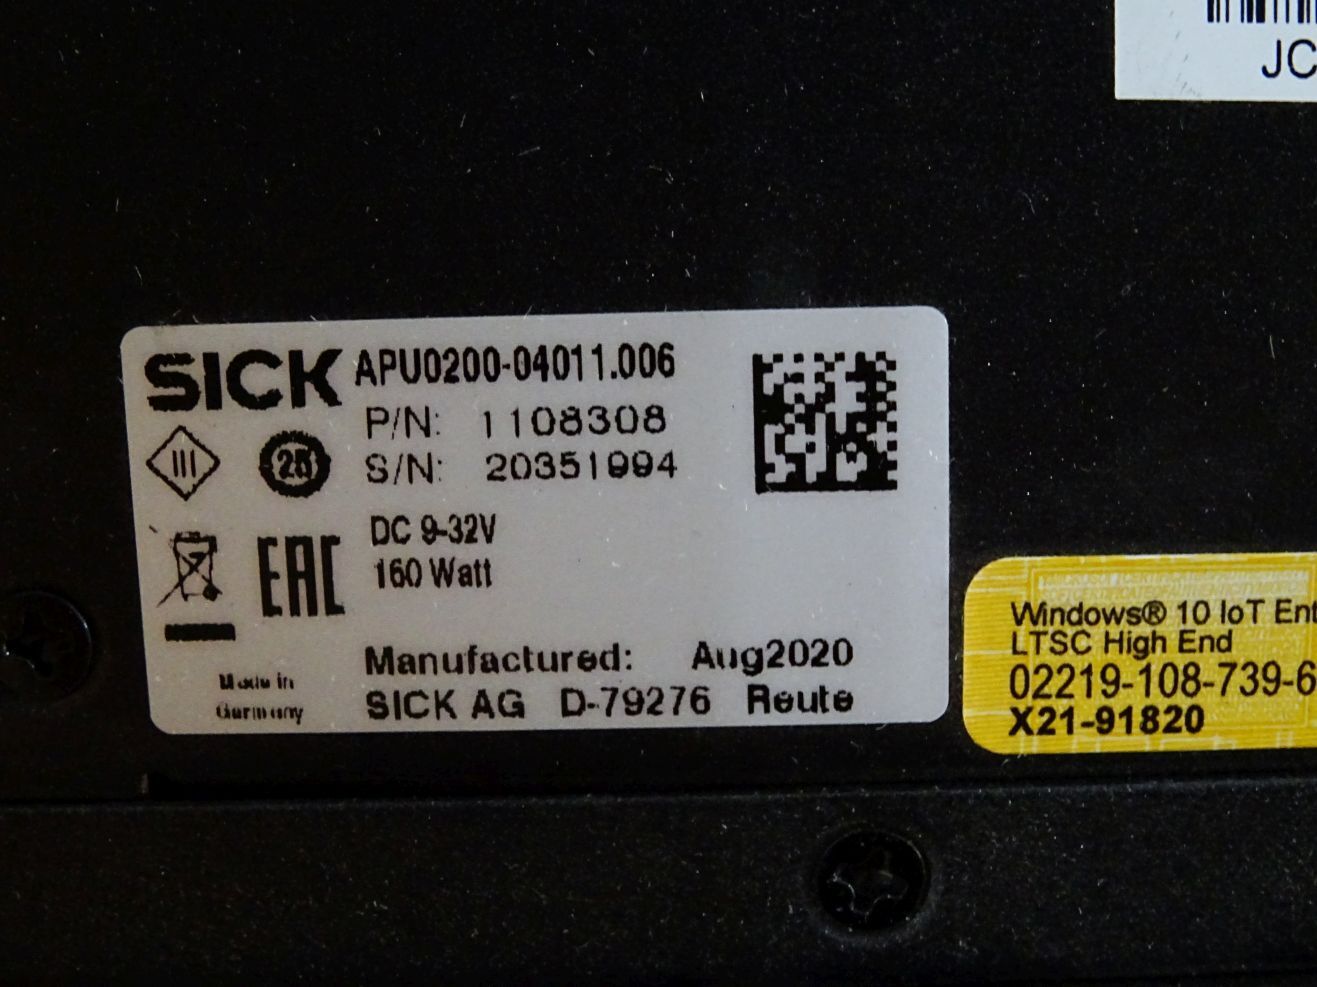 JC
SICK APU0200-04011.006
P/N: 1108308
S/N: 20351994
25
DC 9-32V
160 Watt
EAC
Manufactured: Aug2020
SICK AG D-79276 Reute
Made in
Germany
Windows® 10 IoT Ent
LTSC High End
02219-108-739-6
X21-91820